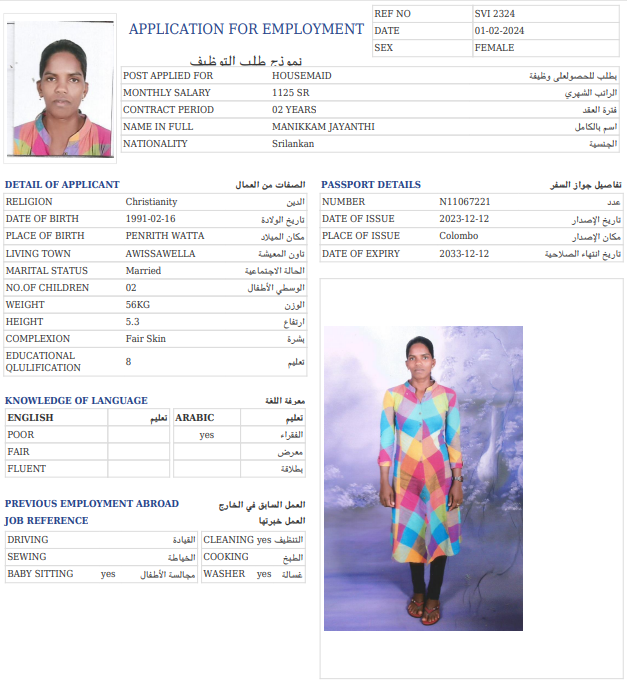 APPLICATION FOR EMPLOYMENT
نموذج طلب التوظيف
REF NO SVI 2324
DATE 01-02-2024
SEX FEMALE
POST APPLIED FOR HOUSEMAID بطلب للحصولعلى وظيفة
MONTHLY SALARY 1125 SR الراتب الشهري
CONTRACT PERIOD 02 YEARS فترة العقد
NAME IN FULL MANIKKAM JAYANTHI اسم بالكامل
NATIONALITY Srilankan الجنسية
DETAIL OF APPLICANT الصفات من العمال
RELIGION Christianity الدين
DATE OF BIRTH 1991-02-16 تاريخ الولادة
PLACE OF BIRTH PENRITH WATTA مكان الميلاد
LIVING TOWN AWISSAWELLA تاون المعيشة
MARITAL STATUS Married الحالة الاجتماعية
NO.OF CHILDREN 02 الوسطي الأطفال
WEIGHT 56KG الوزن
HEIGHT 5.3 ارتفاع
COMPLEXION Fair Skin بشرة
EDUCATIONAL
QLULIFICATION 8 تعليم
PASSPORT DETAILS تفاصيل جواز السفر
NUMBER N11067221 عدد
DATE OF ISSUE 2023-12-12 تاريخ الإصدار
PLACE OF ISSUE Colombo مكان الإصدار
DATE OF EXPIRY 2033-12-12 تاريخ انتهاء الصلاحية
KNOWLEDGE OF LANGUAGE معرفة اللغة
ENGLISH تعليم ARABIC تعليم
POOR yes الفقراء
FAIR معرض
FLUENT بطلاقة
PREVIOUS EMPLOYMENT ABROAD العمل السابق في الخارج
JOB REFERENCE العمل خبرتها
DRIVING القيادة CLEANING yes التنظيف
SEWING الخياطة COOKING الطبخ
BABY SITTING yes مجالسة الأطفال WASHER yes غسالة